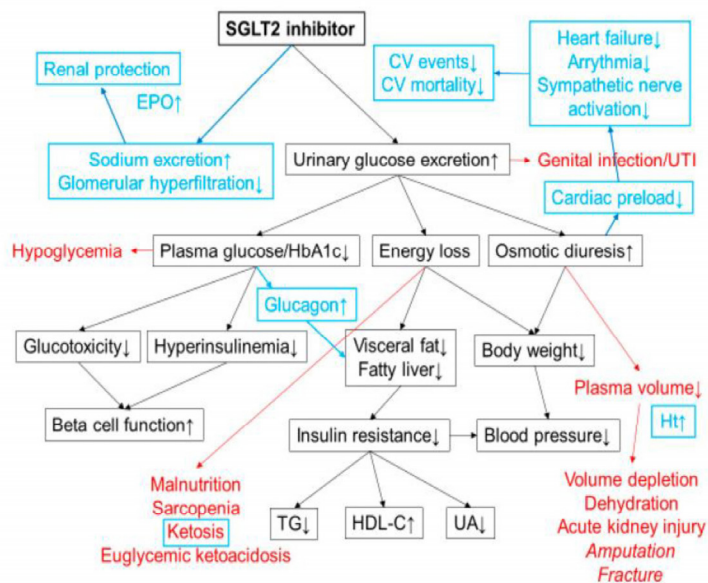 SGLT2 inhibitor
Renal protection
EPO↑
CV events↓
CV mortality↓
Heart failure↓
Arrythmia↓
Sympathetic nerve
activation↓
Sodium excretion↑
Glomerular hyperfiltration↓
Urinary glucose excretion↑
Genital infection/UTI
Cardiac preload↓
Hypoglycemia
Plasma glucose/HbA1c↓
Energy loss
Osmotic diuresis↑
Glucagon↑
Glucotoxicity↓
Hyperinsulinemia↓
Visceral fat↓
Fatty liver↓
Body weight↓
Plasma volume↓
Ht↑
Beta cell function↑
Insulin resistance↓
Blood pressure↓
Malnutrition
Sarcopenia
Ketosis
Euglycemic ketoacidosis
TG↓
HDL-C↑
UA↓
Volume depletion
Dehydration
Acute kidney injury
Amputation
Fracture